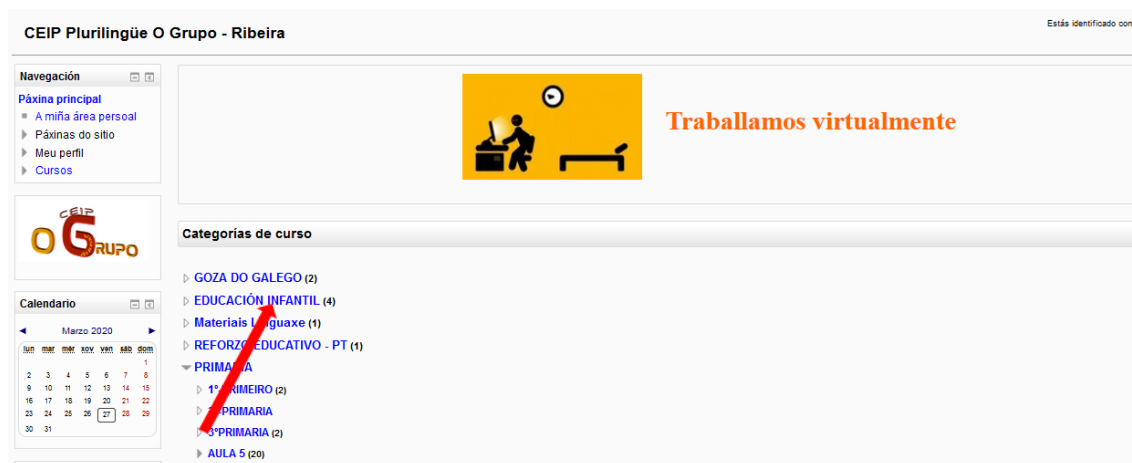 CEIP Plurilingüe O Grupo - Ribeira
Estás identificado con
Navegación
Páxina principal
A miña área persoal
Páxinas do sitio
Meu perfil
Cursos
Traballamos virtualmente
CEIP
O GRUPO
Categorías de curso
GOZA DO GALEGO (2)
EDUCACIÓN INFANTIL (4)
Materiais Linguaxe (1)
REFORZO EDUCATIVO - PT (1)
PRIMARIA
1º PRIMEIRO (2)
PRIMARIA
3ºPRIMARIA (2)
AULA 5 (20)
Calendario
Marzo 2020
lun mar mér xov ven sáb dom
1
2 3 4 5 6 7 8
9 10 11 12 13 14 15
16 17 18 19 20 21 22
23 24 25 26 27 28 29
30 31